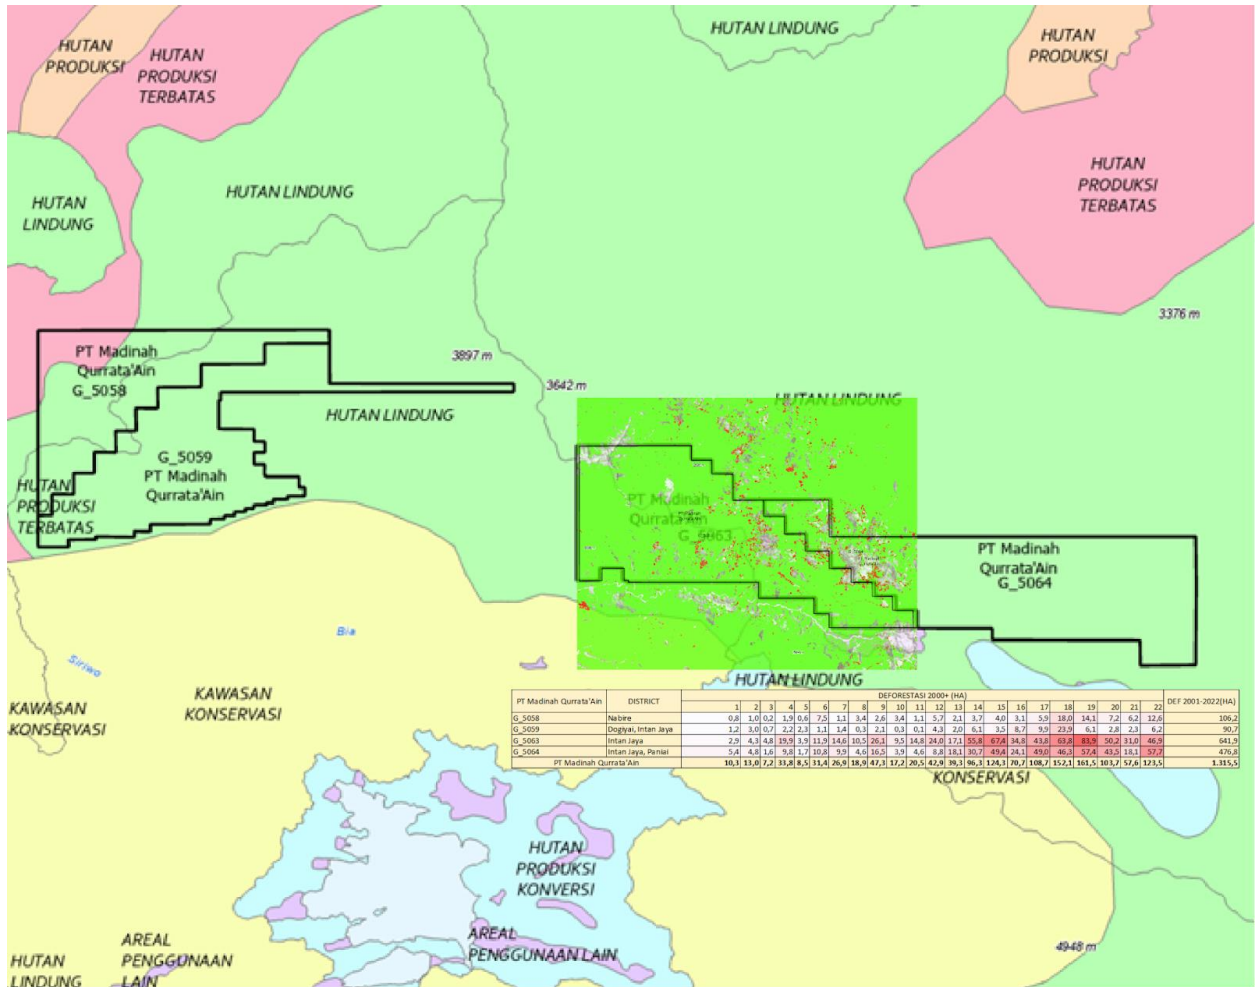 HUTAN LINDUNG
HUTAN
PRODUKSI
HUTAN
PRODUKSI
TERBATAS
HUTAN
PRODUKSI
HUTAN
LINDUNG
HUTAN LINDUNG
HUTAN
PRODUKSI
TERBATAS
3376 m
PT Madinah
Qurrata'Ain
G_5058
3897 m
3642 m
HUTAN LINDUNG
HUTAN LINDUNG
G_5059
PT Madinah
Qurrata'Ain
HUTAN
PRODUKSI
TERBATAS
PT Madinah
Qurrata'Ain
G_5063
PT Madinah
Qurrata'Ain
G_5064
Bia
Siriwo
HUTAN LINDUNG
KAWASAN
KONSERVASI
KAWASAN
KONSERVASI
PT Madinah Qurrata'Ain DISTRICT DEFORESTASI 2000+ (HA) DEF 2001-2022(HA)
1 2 3 4 5 6 7 8 9 10 11 12 13 14 15 16 17 18 19 20 21 22
G_5058 Nabire 0,8 1,0 0,2 1,9 0,6 7,5 1,1 3,4 2,6 3,4 1,1 5,7 2,1 3,7 4,0 3,1 5,9 18,0 14,1 7,2 6,2 12,6 106,2
G_5059 Dogiyai, Intan Jaya 1,2 3,0 0,7 2,2 2,3 1,1 1,4 0,3 2,1 0,3 0,1 4,3 2,0 6,1 3,5 8,7 9,9 23,9 6,1 2,8 2,3 6,2 90,7
G_5063 Intan Jaya 2,9 4,3 4,8 19,9 3,9 11,9 14,6 10,5 26,1 9,5 14,8 24,0 17,1 55,8 67,4 34,8 43,8 63,8 83,9 50,2 31,0 46,9 641,9
G_5064 Intan Jaya, Paniai 5,4 4,8 1,6 9,8 1,7 10,8 9,9 4,6 16,5 3,9 4,6 8,8 18,1 30,7 49,4 24,1 49,0 46,3 57,4 43,5 18,1 57,7 476,8
PT Madinah Qurrata'Ain 10,3 13,0 7,2 33,8 8,5 31,4 26,9 18,9 47,3 17,2 20,5 42,9 39,3 96,3 124,3 70,7 108,7 152,1 161,5 103,7 57,6 123,5 1.315,5
KONSERVASI
HUTAN
PRODUKSI
KONVERSI
AREAL
PENGGUNAAN LAIN
AREAL
PENGGUNAAN
LAIN
HUTAN
LINDUNG
4948 m